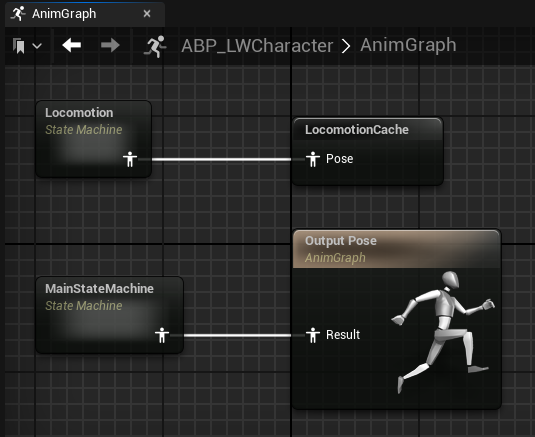 AnimGraph
ABP_LWCharacter > AnimGraph
Locomotion
State Machine
LocomotionCache
Pose
Output Pose
AnimGraph
MainStateMachine
State Machine
Result